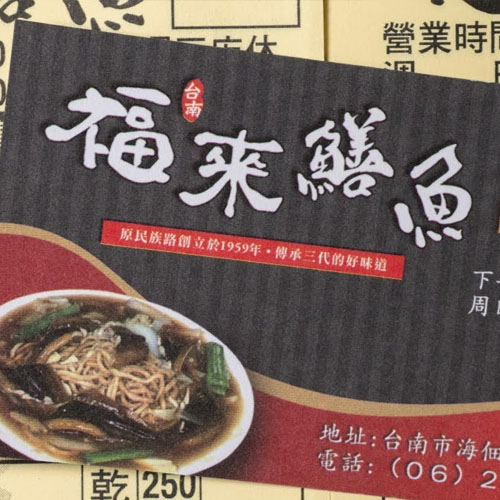 營業時間
台南
福來鱔魚
原民族路創立於1959年・傳承三代的好味道
下
周
地址:台南市海佃
電話:(06)2
乾 250